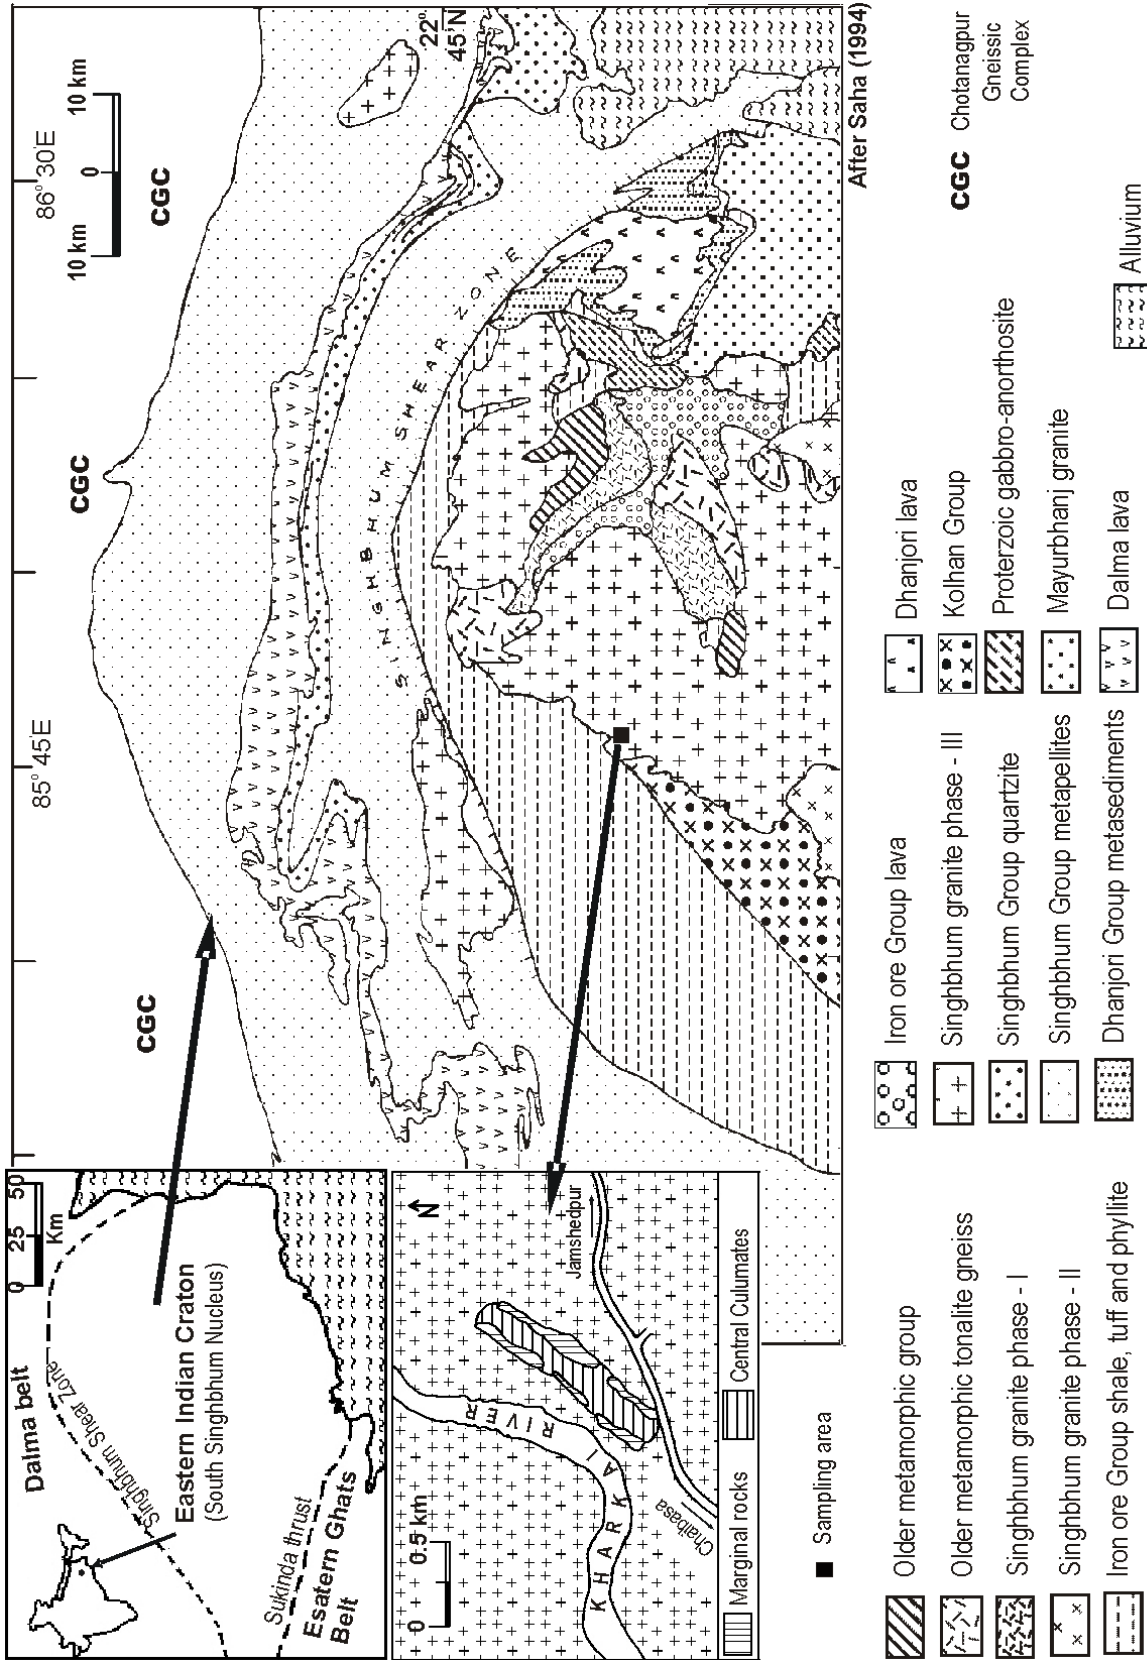 Dalma belt
Singhbhum Shear Zone
0 25 50
Km
Eastern Indian Craton
(South Singhbhum Nucleus)
Sukinda thrust
Esatern Ghats
Belt
0 0.5 km
N
KHARKAI RIVER
Jamshedpur
Chaibasa
Marginal rocks
Central Culumates
85° 45'E
86° 30'E
10 km 0 10 km
22°
45'N
CGC
CGC
CGC
SINGHBHUM SHEAR ZONE
After Saha (1994)
Sampling area
Older metamorphic group
Older metamorphic tonalite gneiss
Singhbhum granite phase - I
Singhbhum granite phase - II
Iron ore Group shale, tuff and phyllite
Iron ore Group lava
Singhbhum granite phase - III
Singhbhum Group quartzite
Singhbhum Group metapellites
Dhanjori Group metasediments
Dhanjori lava
Kolhan Group
Proterzoic gabbro-anorthosite
Mayurbhanj granite
Dalma lava
CGC Chotanagpur
Gneissic
Complex
Alluvium